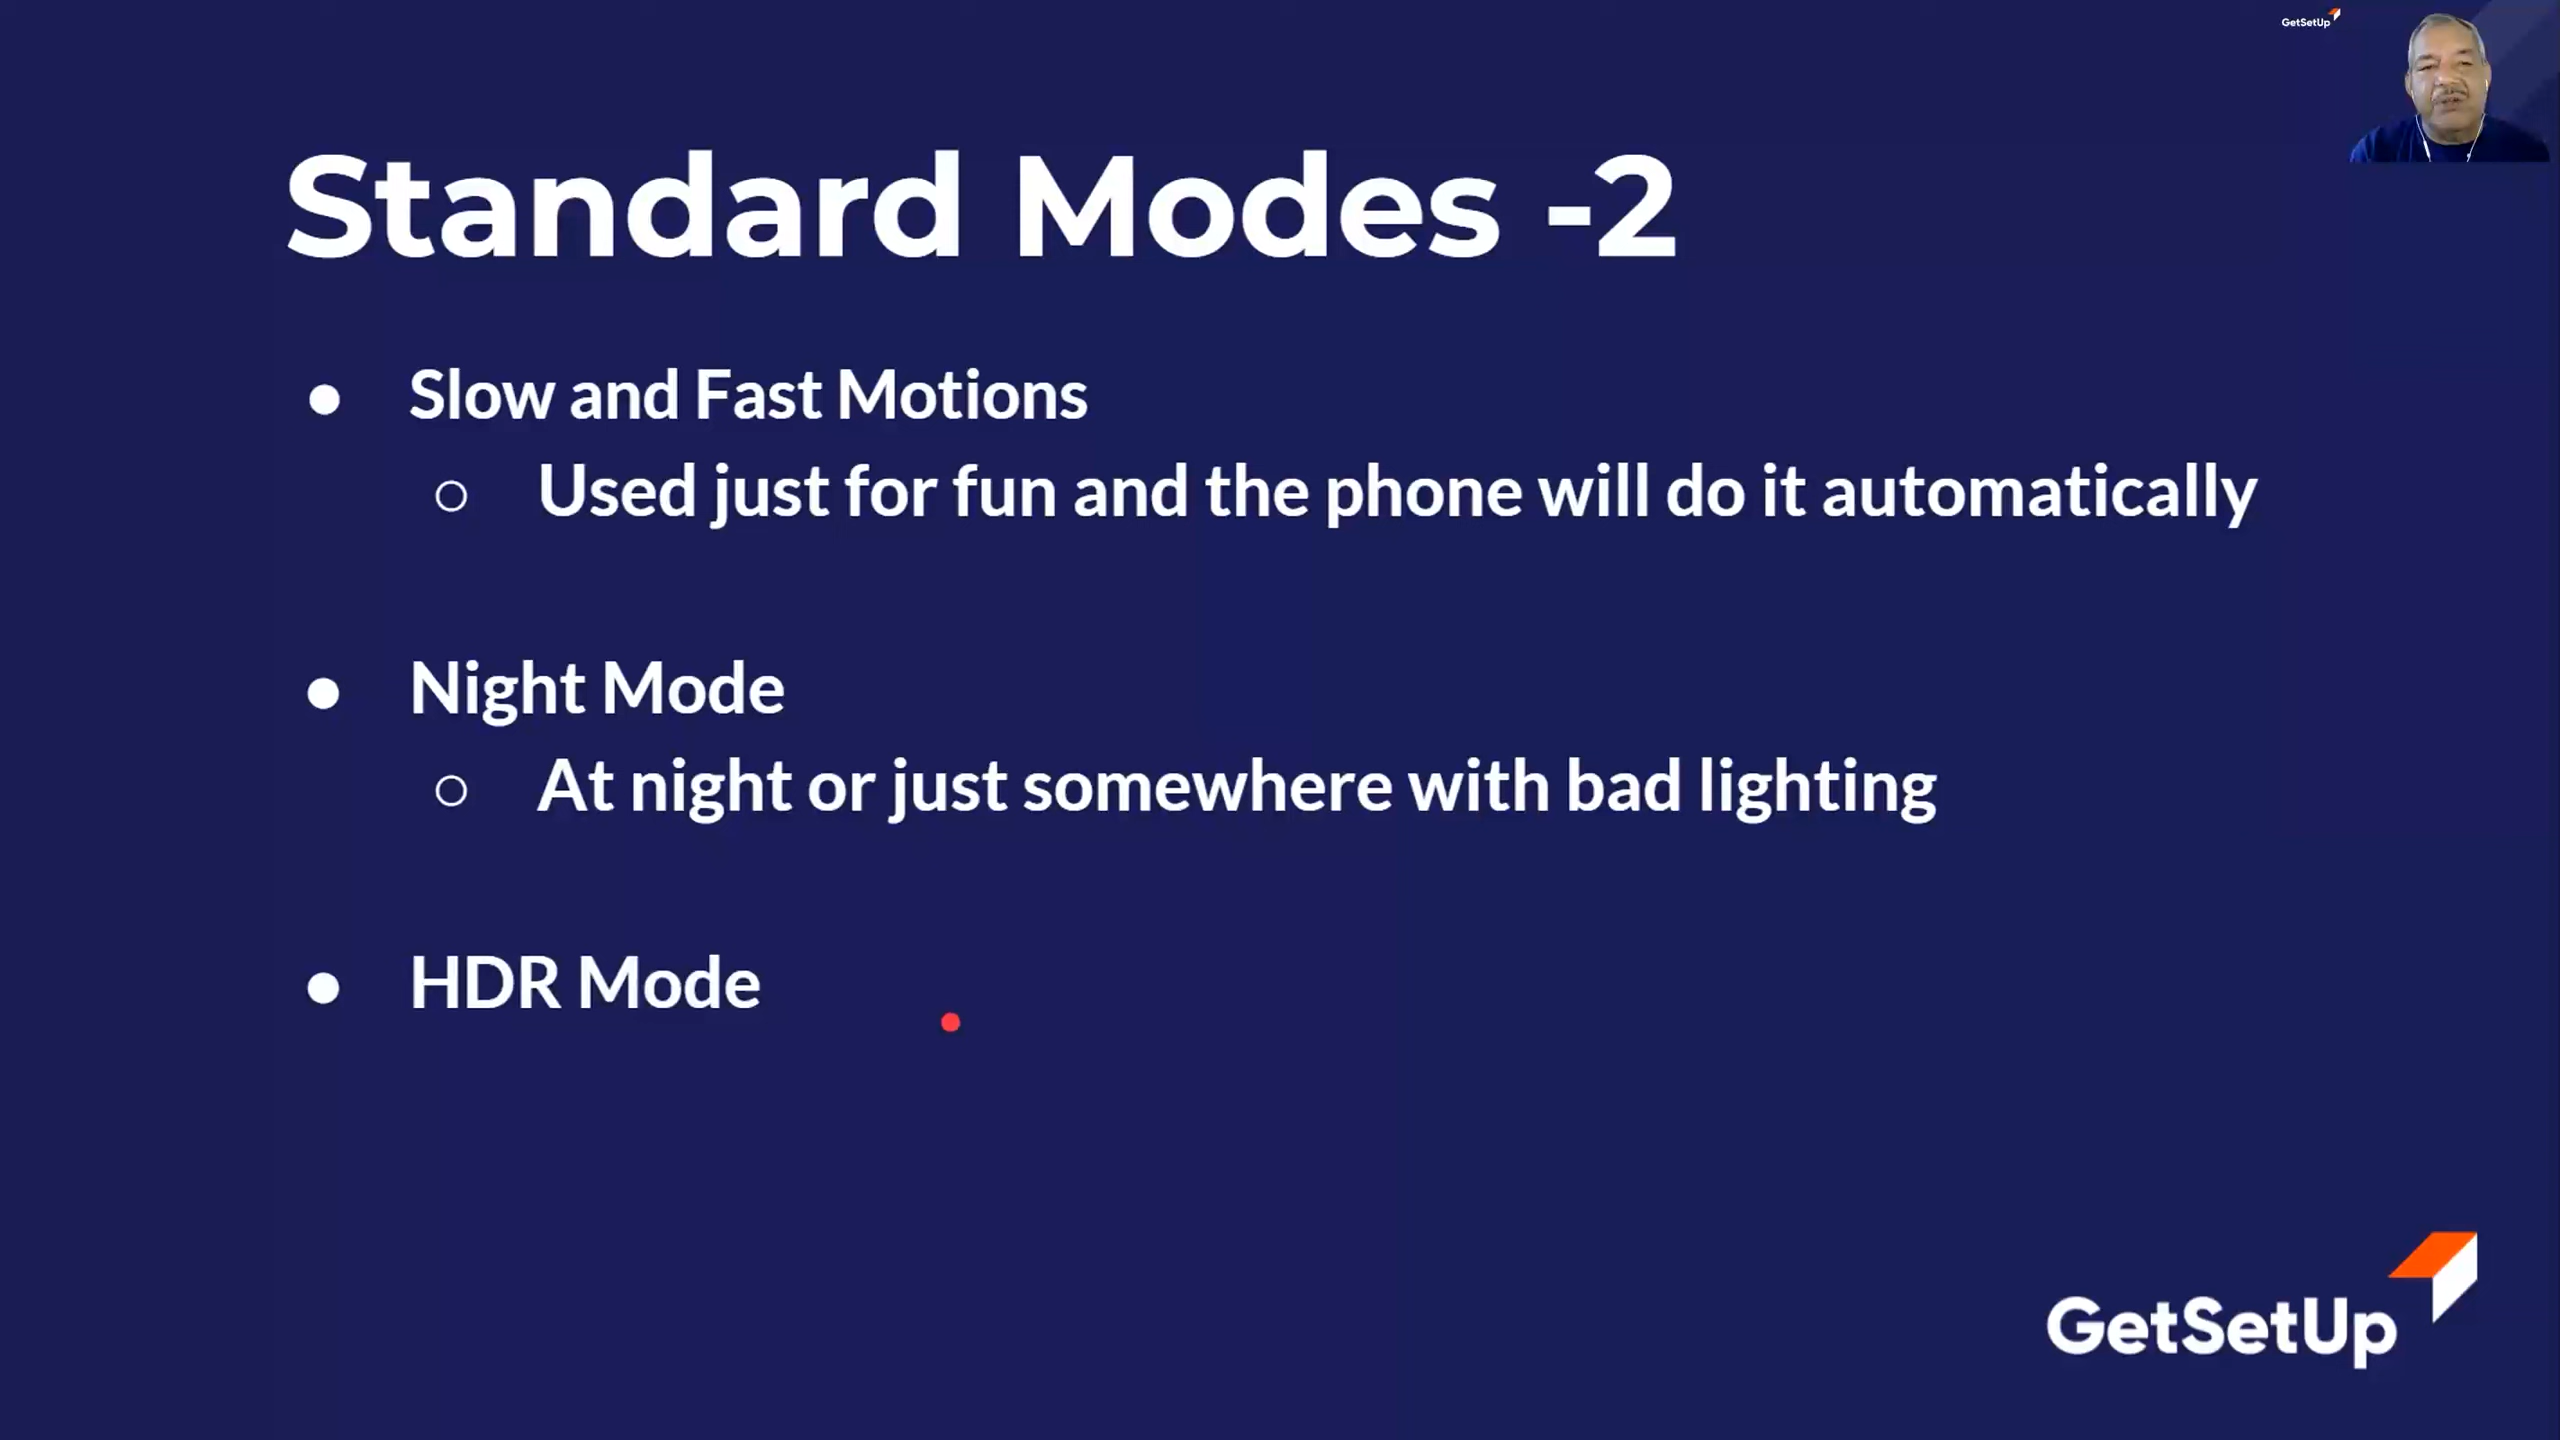 GetSetUp
Standard Modes -2
● Slow and Fast Motions
○ Used just for fun and the phone will do it automatically
● Night Mode
○ At night or just somewhere with bad lighting
● HDR Mode
GetSetUp